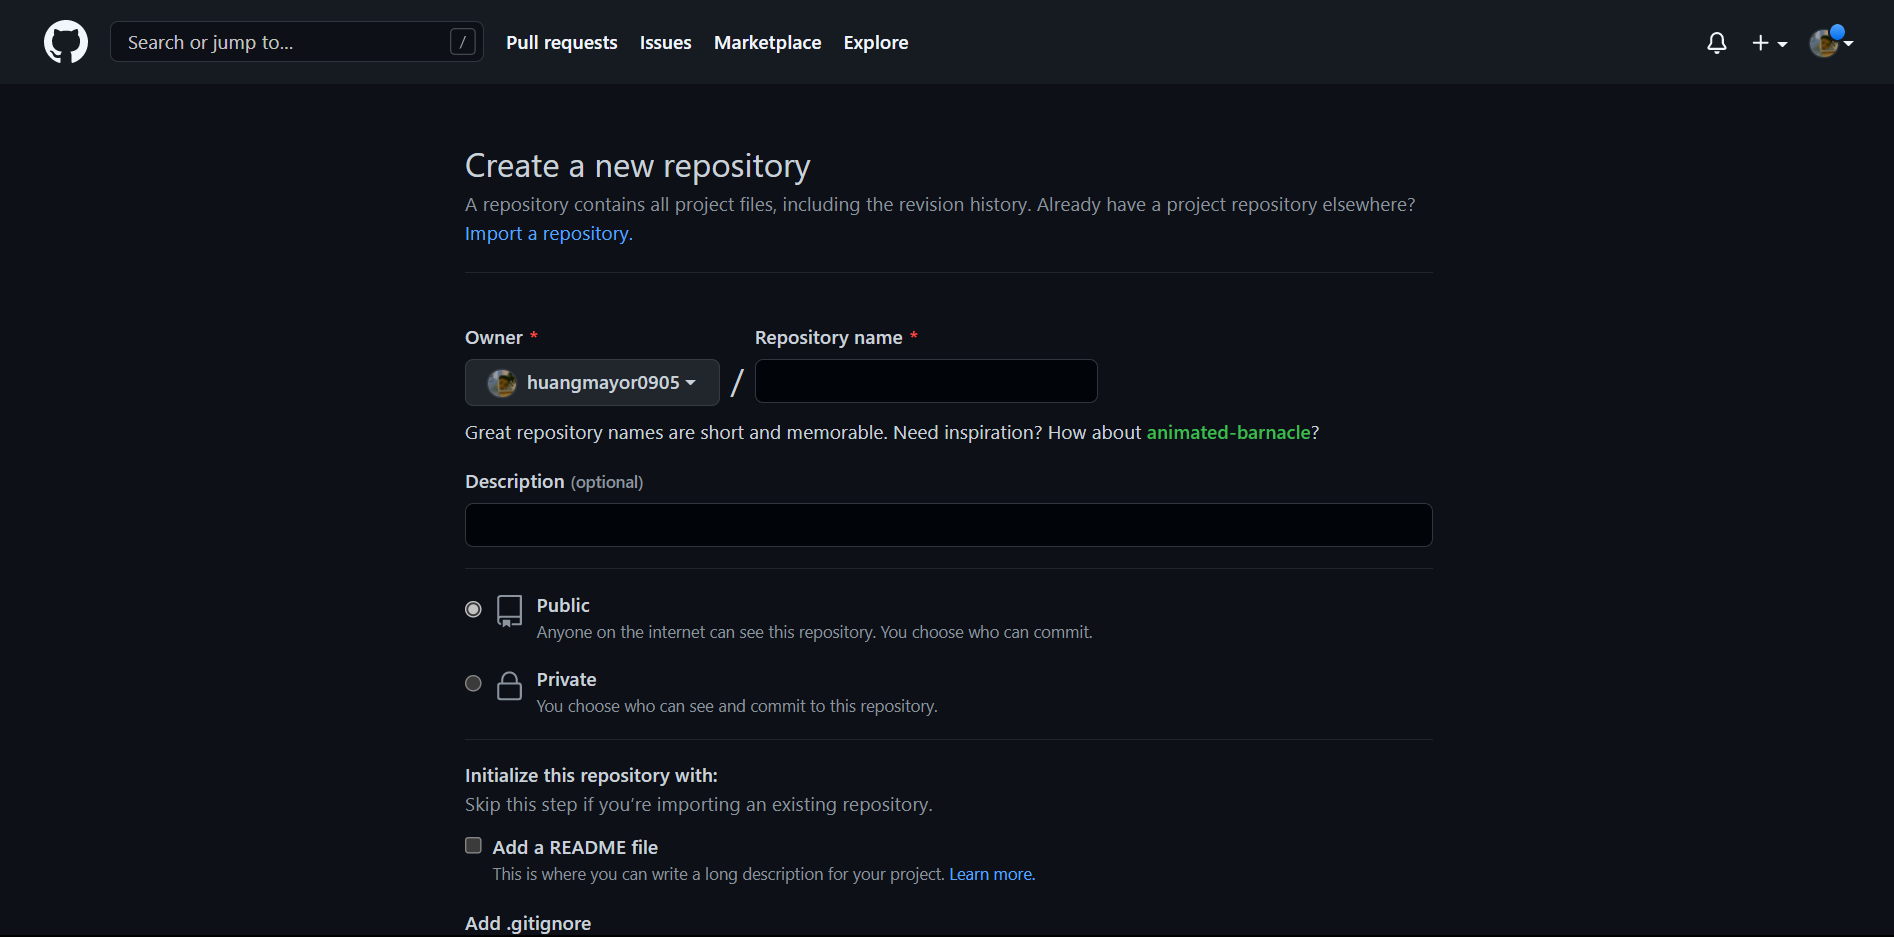 Search or jump to...
/
Pull requests
Issues
Marketplace
Explore
Create a new repository
A repository contains all project files, including the revision history. Already have a project repository elsewhere?
Import a repository.
Owner *
Repository name *
huangmayor0905
/
Great repository names are short and memorable. Need inspiration? How about animated-barnacle?
Description (optional)
Public
Anyone on the internet can see this repository. You choose who can commit.
Private
You choose who can see and commit to this repository.
Initialize this repository with:
Skip this step if you’re importing an existing repository.
Add a README file
This is where you can write a long description for your project. Learn more.
Add .gitignore